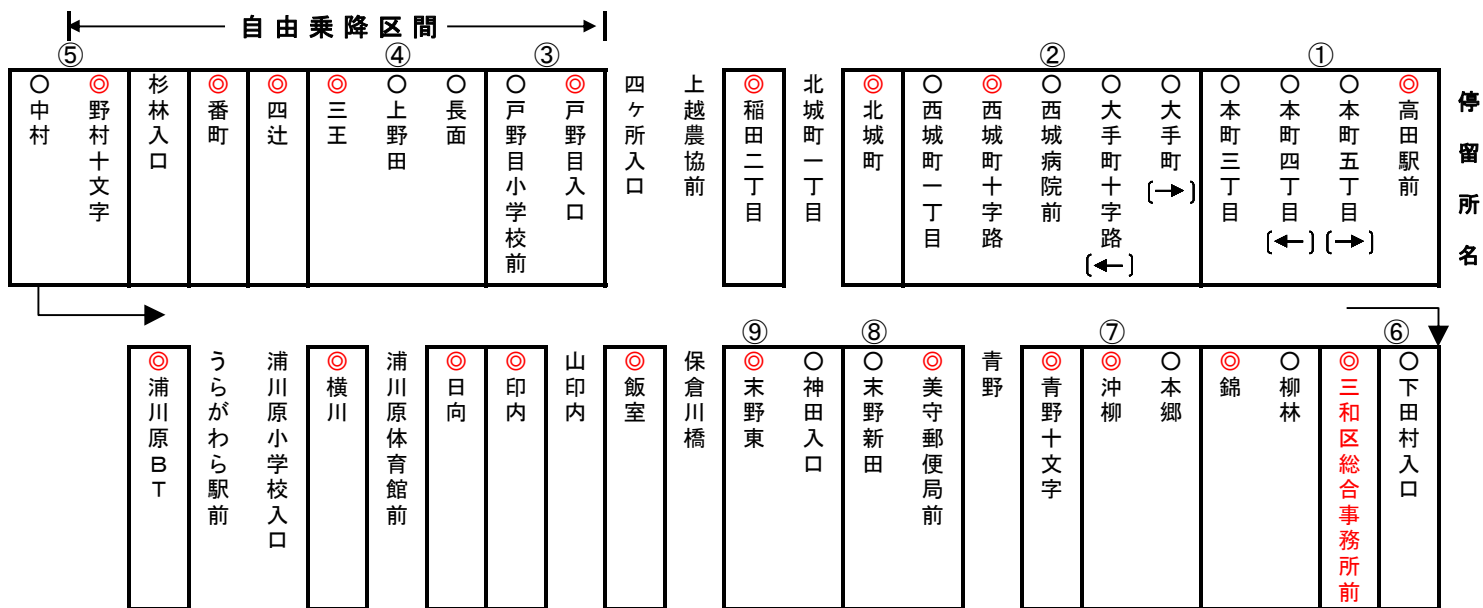 自由乗降区間
① ② ③ ④ ⑤
停留所名
◎高田駅前
○本町五丁目〔→〕
○本町四丁目〔←〕
○本町三丁目
大手町〔→〕
○大手町十字路〔←〕
○西城病院前
◎西城町十字路
○西城町一丁目
◎北城町
北城町一丁目
◎稲田二丁目
上越農協前
四ヶ所入口
◎戸野目入口
○戸野目小学校前
○長面
○上野田
◎三王
◎四辻
◎番町
杉林入口
◎野村十文字
○中村
⑥ ⑦ ⑧ ⑨
○下田村入口
◎三和区総合事務所前
○柳林
◎錦
○本郷
◎沖柳
◎青野十文字
青野
◎美守郵便局前
○末野新田
○神田入口
◎末野東
保倉川橋
◎飯室
山印内
◎印内
◎日向
浦川原体育館前
◎横川
浦川原小学校入口
うらがわら駅前
◎浦川原BT